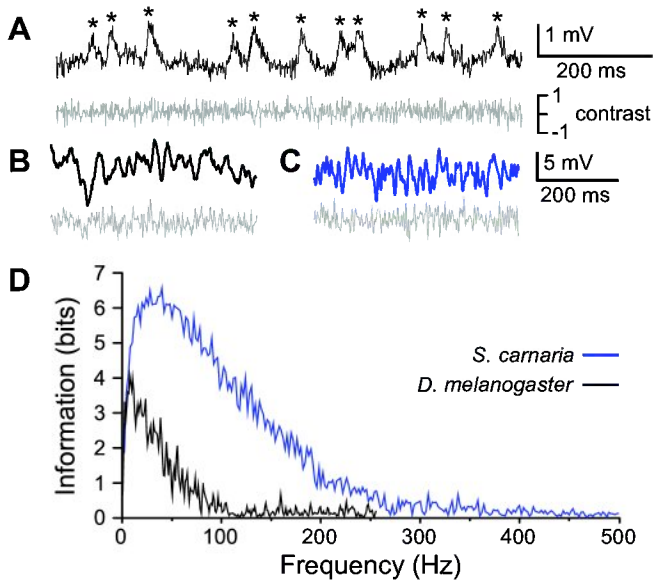 A
* * * * * * * * * * *
1 mV
200 ms
1
contrast
-1
B
C
5 mV
200 ms
D
7
6
5
4
3
2
1
0
Information (bits)
S. carnaria
D. melanogaster
0 100 200 300 400 500
Frequency (Hz)